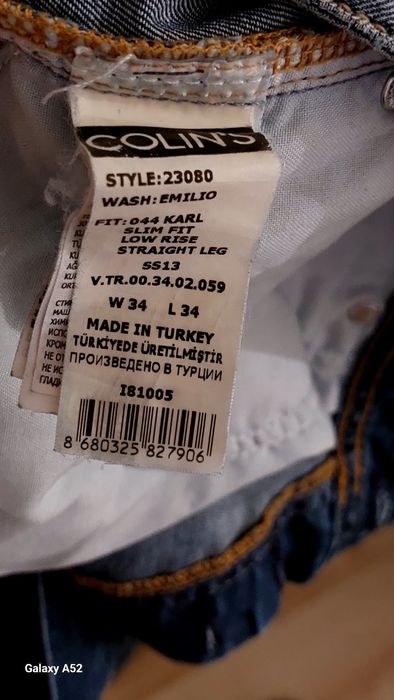 COLIN'S
STYLE:23080
WASH: EMILIO
FIT: 044 KARL
SLIM FIT
LOW RISE
STRAIGHT LEG
SS13
V.TR.00.34.02.059
W 34 L 34
MADE IN TURKEY
TÜRKİYEDE ÜRETİLMİŞTİR
ПРОИЗВЕДЕНО В ТУРЦИИ
I81005
8 680325 827906
Galaxy A52